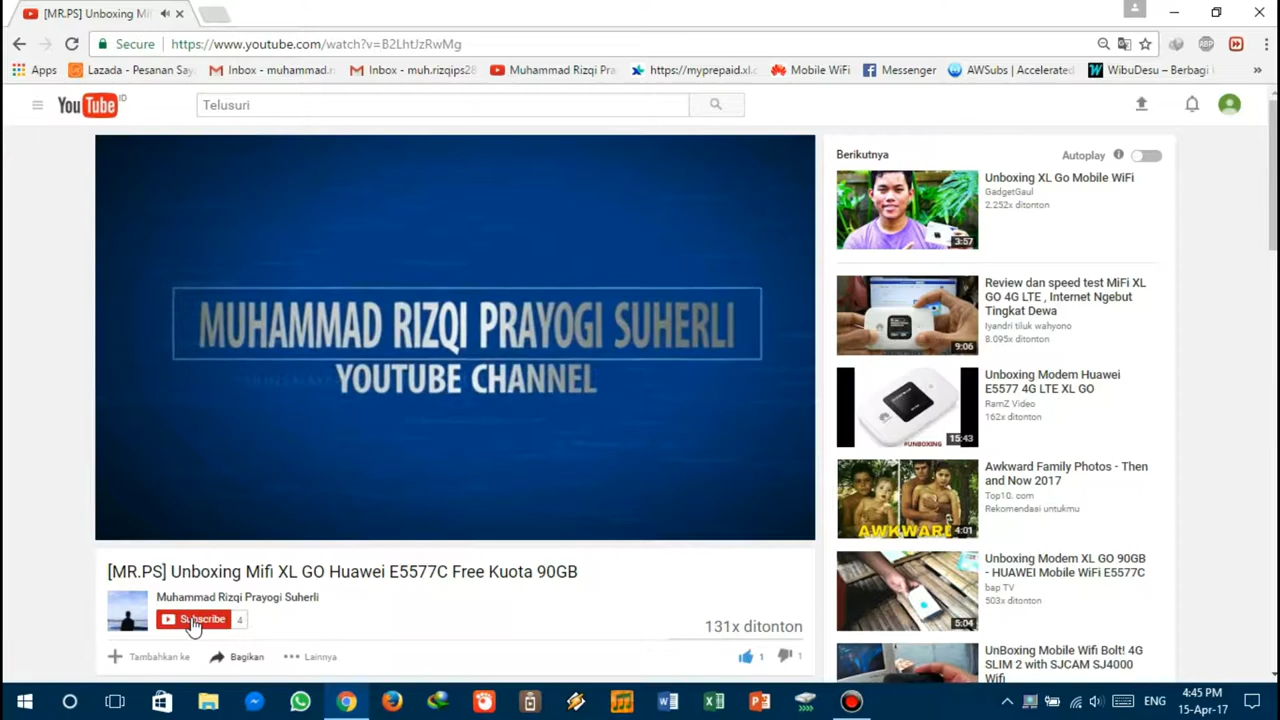 [MR.PS] Unboxing Mif
Secure
https://www.youtube.com/watch?v=B2LhtJzRwMg
ABP
Apps
Lazada - Pesanan Say
Inbox - muhammad.r
Inbox - muh.rizqips28
Muhammad Rizqi Pra
https://myprepaid.xl.c
Mobile WiFi
Messenger
AWSubs | Accelerated
WibuDesu – Berbagi
YouTube ID
Telusuri
MUHAMMAD RIZQI PRAYOGI SUHERLI
YOUTUBE CHANNEL
[MR.PS] Unboxing Mifi XL GO Huawei E5577C Free Kuota 90GB
Muhammad Rizqi Prayogi Suherli
Subscribe 4
131x ditonton
Tambahkan ke
Bagikan
Lainnya
1
1
Berikutnya
Autoplay
Unboxing XL Go Mobile WiFi
GadgetGaul
2.252x ditonton
3:57
Review dan speed test MiFi XL
GO 4G LTE , Internet Ngebut
Tingkat Dewa
Iyandri tiluk wahyono
8.095x ditonton
9:06
Unboxing Modem Huawei
E5577 4G LTE XL GO
RamZ Video
162x ditonton
#UNBOXING
15:43
Awkward Family Photos - Then
and Now 2017
Top10. com
Rekomendasi untukmu
AWKWARD
4:01
Unboxing Modem XL GO 90GB
- HUAWEI Mobile WiFi E5577C
bap TV
503x ditonton
5:04
UnBoxing Mobile Wifi Bolt! 4G
SLIM 2 with SJCAM SJ4000
Wifi
ENG
4:45 PM
15-Apr-17